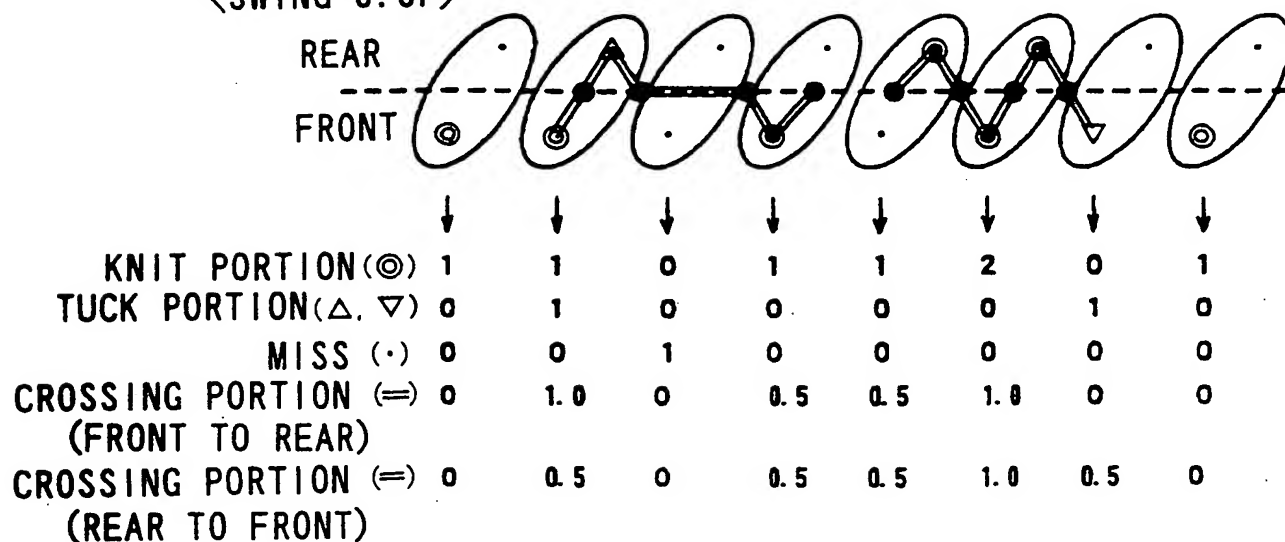 REAR
FRONT
KNIT PORTION(◎) 1 1 0 1 1 2 0 1
TUCK PORTION(△, ▽) 0 1 0 0 0 0 1 0
MISS (·) 0 0 1 0 0 0 0 0
CROSSING PORTION (=) 0 1.0 0 0.5 0.5 1.0 0 0
(FRONT TO REAR)
CROSSING PORTION (=) 0 0.5 0 0.5 0.5 1.0 0.5 0
(REAR TO FRONT)